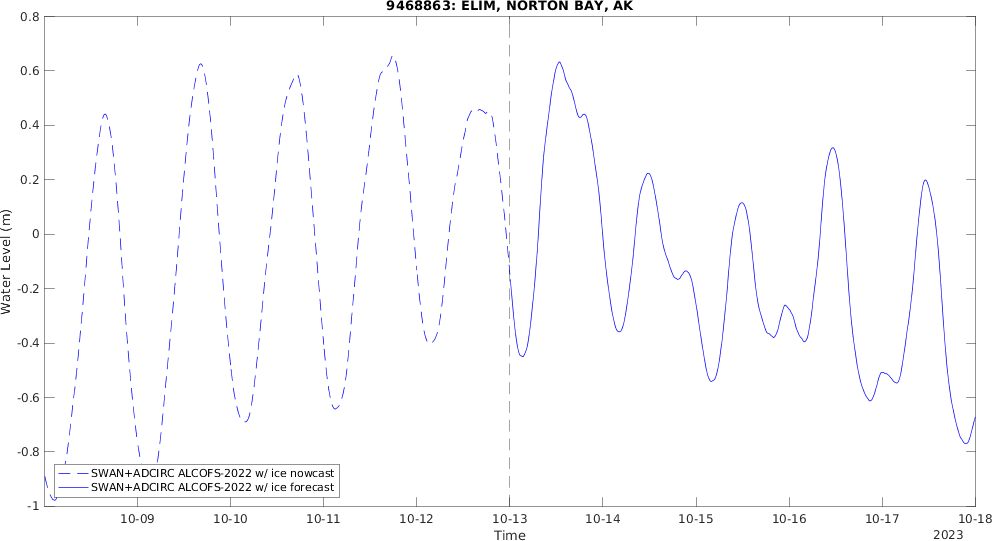 9468863: ELIM, NORTON BAY, AK
0.8
0.6
0.4
0.2
0
-0.2
-0.4
-0.6
-0.8
-1
Water Level (m)
SWAN+ADCIRC ALCOFS-2022 w/ ice nowcast
SWAN+ADCIRC ALCOFS-2022 w/ ice forecast
10-09 10-10 10-11 10-12 10-13 10-14 10-15 10-16 10-17 10-18
Time
2023